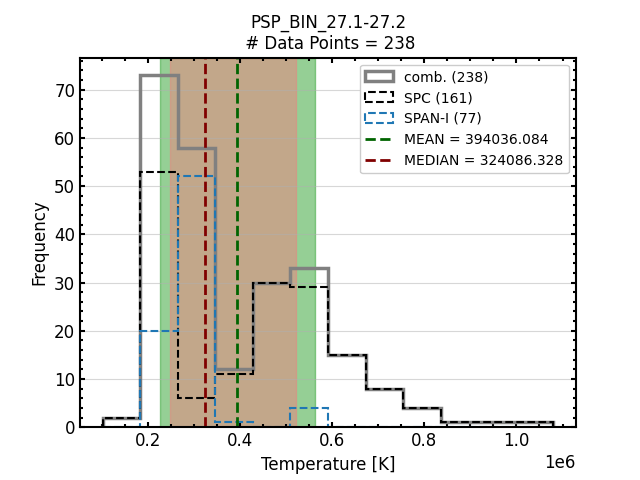 PSP_BIN_27.1-27.2
# Data Points = 238
comb. (238)
SPC (161)
SPAN-I (77)
MEAN = 394036.084
MEDIAN = 324086.328
Frequency
70
60
50
40
30
20
10
0
0.2 0.4 0.6 0.8 1.0
1e6
Temperature [K]